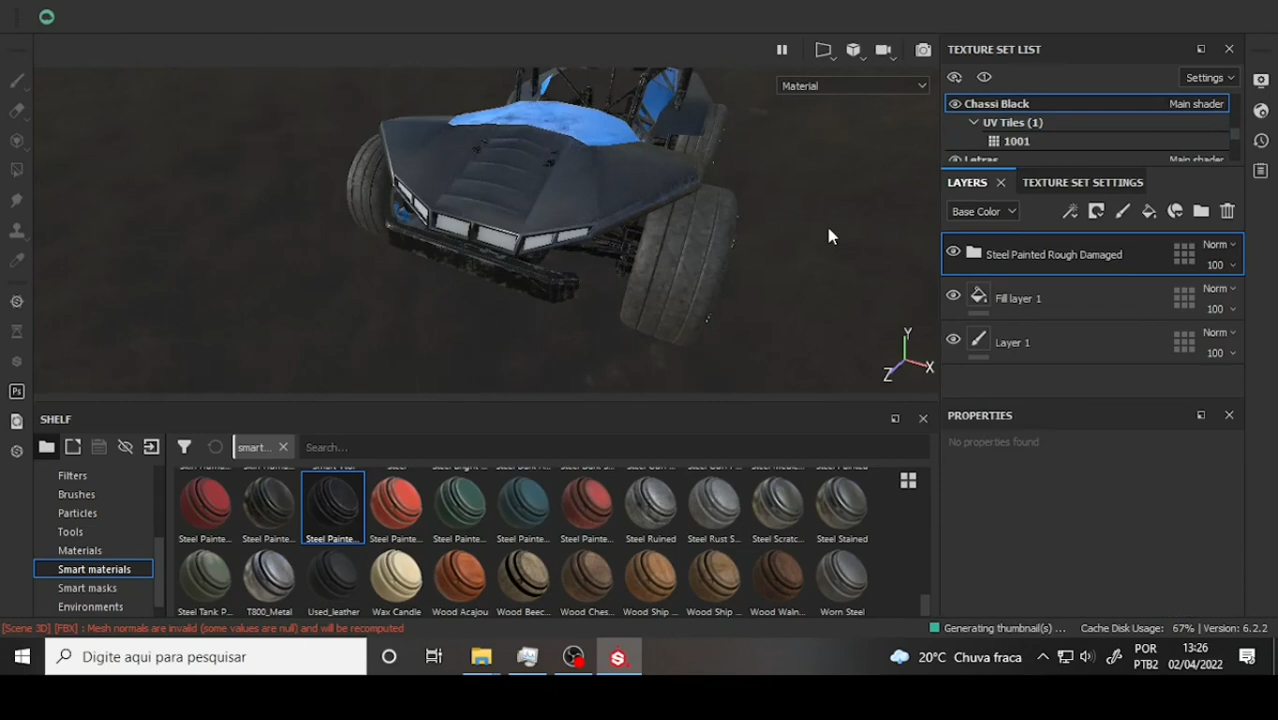 TEXTURE SET LIST
Settings
Material
Chassi Black Main shader
UV Tiles (1)
1001
Letras Main shader
LAYERS TEXTURE SET SETTINGS
Base Color
Norm
Steel Painted Rough Damaged
100
Norm
Fill layer 1
100
Norm
Layer 1
100
Y
X
Z
SHELF
PROPERTIES
No properties found
smart... Search...
Filters
Brushes
Particles
Tools
Materials
Smart materials
Smart masks
Environments
Steel Painte... Steel Painte... Steel Painte... Steel Painte... Steel Painte... Steel Painte... Steel Painte... Steel Ruined Steel Rust S... Steel Scratc... Steel Stained
Steel Tank P... T800_Metal Used_leather Wax Candle Wood Acajou Wood Beec... Wood Ches... Wood Ship ... Wood Ship ... Wood Waln... Worn Steel
[Scene 3D] [FBX] : Mesh normals are invalid (some values are null) and will be recomputed
Generating thumbnail(s) ... Cache Disk Usage: 67% | Version: 6.2.2
Digite aqui para pesquisar
20°C Chuva fraca
POR
PTB2
13:26
02/04/2022
Ps